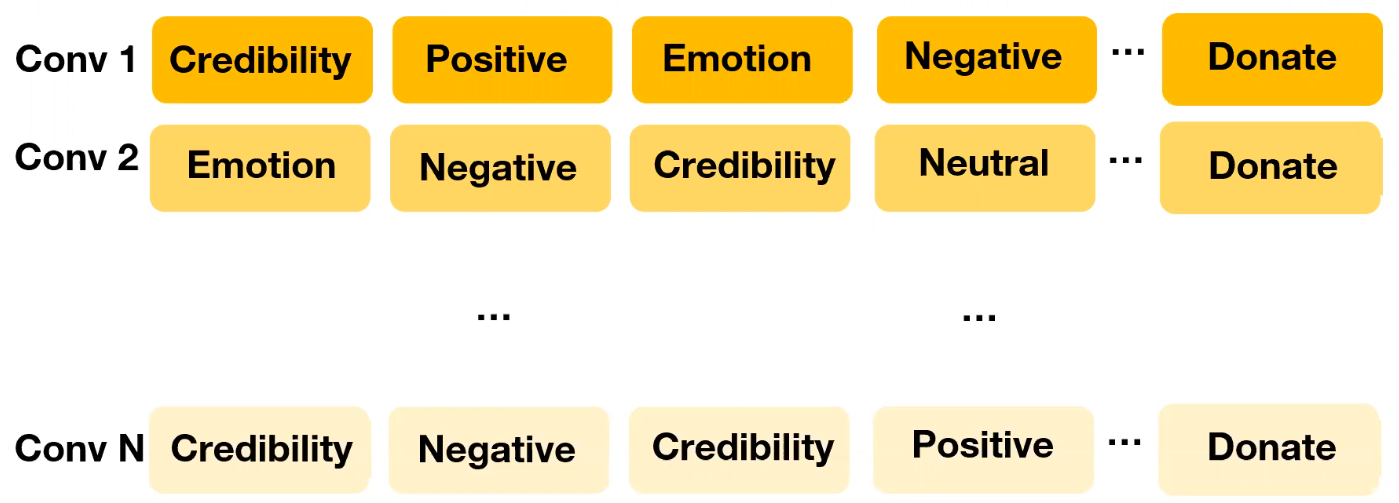 Conv 1 Credibility Positive Emotion Negative ... Donate
Conv 2 Emotion Negative Credibility Neutral ... Donate
... ...
Conv N Credibility Negative Credibility Positive ... Donate